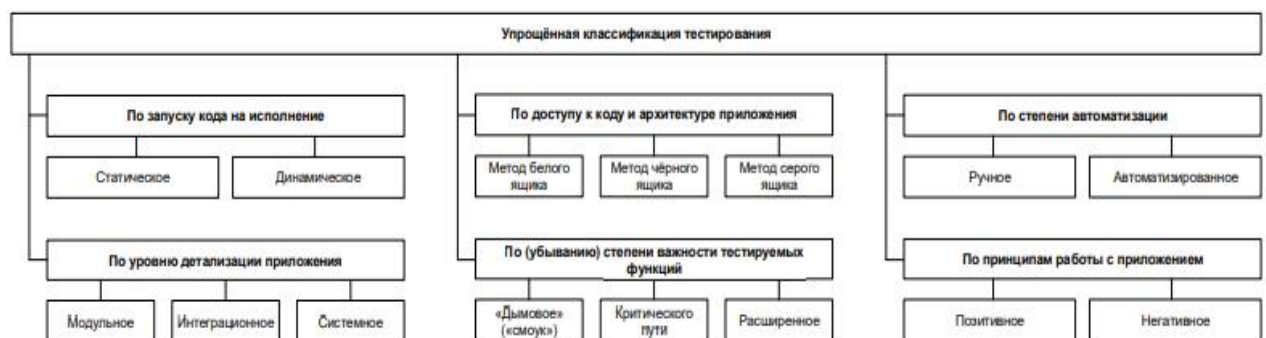 Упрощённая классификация тестирования
По запуску кода на исполнение
По доступу к коду и архитектуре приложения
По степени автоматизации
Статическое
Динамическое
Метод белого
ящика
Метод чёрного
ящика
Метод серого
ящика
Ручное
Автоматизированное
По уровню детализации приложения
По (убыванию) степени важности тестируемых
функций
По принципам работы с приложением
Модульное
Интеграционное
Системное
«Дымовое»
(«смоук»)
Критического
пути
Расширенное
Позитивное
Негативное